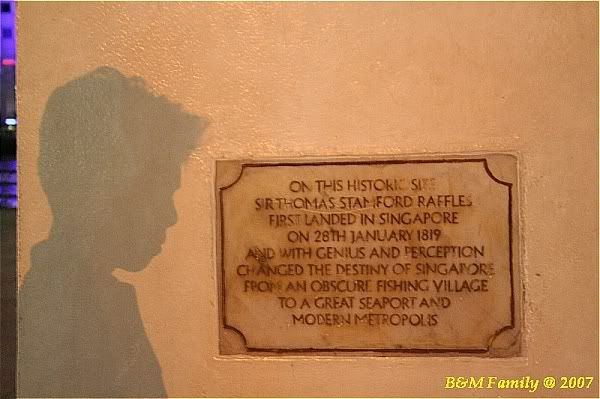 ON THIS HISTORIC SITE
SIR THOMAS STAMFORD RAFFLES
FIRST LANDED IN SINGAPORE
ON 28TH JANUARY 1819
AND WITH GENIUS AND PERCEPTION
CHANGED THE DESTINY OF SINGAPORE
FROM AN OBSCURE FISHING VILLAGE
TO A GREAT SEAPORT AND
MODERN METROPOLIS
B&M Family @ 2007